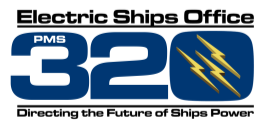 Electric Ships Office
PMS
320
Directing the Future of Ships Power